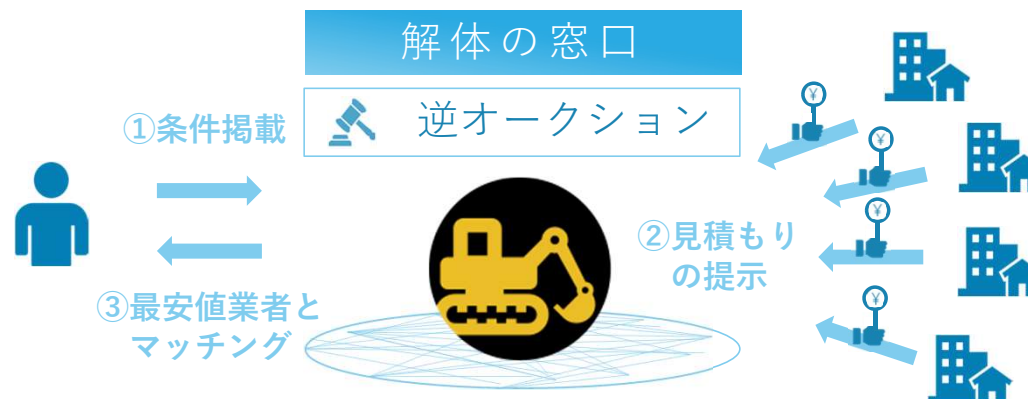 解体の窓口
逆オークション
①条件掲載
②見積もり
の提示
③最安値業者と
マッチング
¥
¥
¥
¥